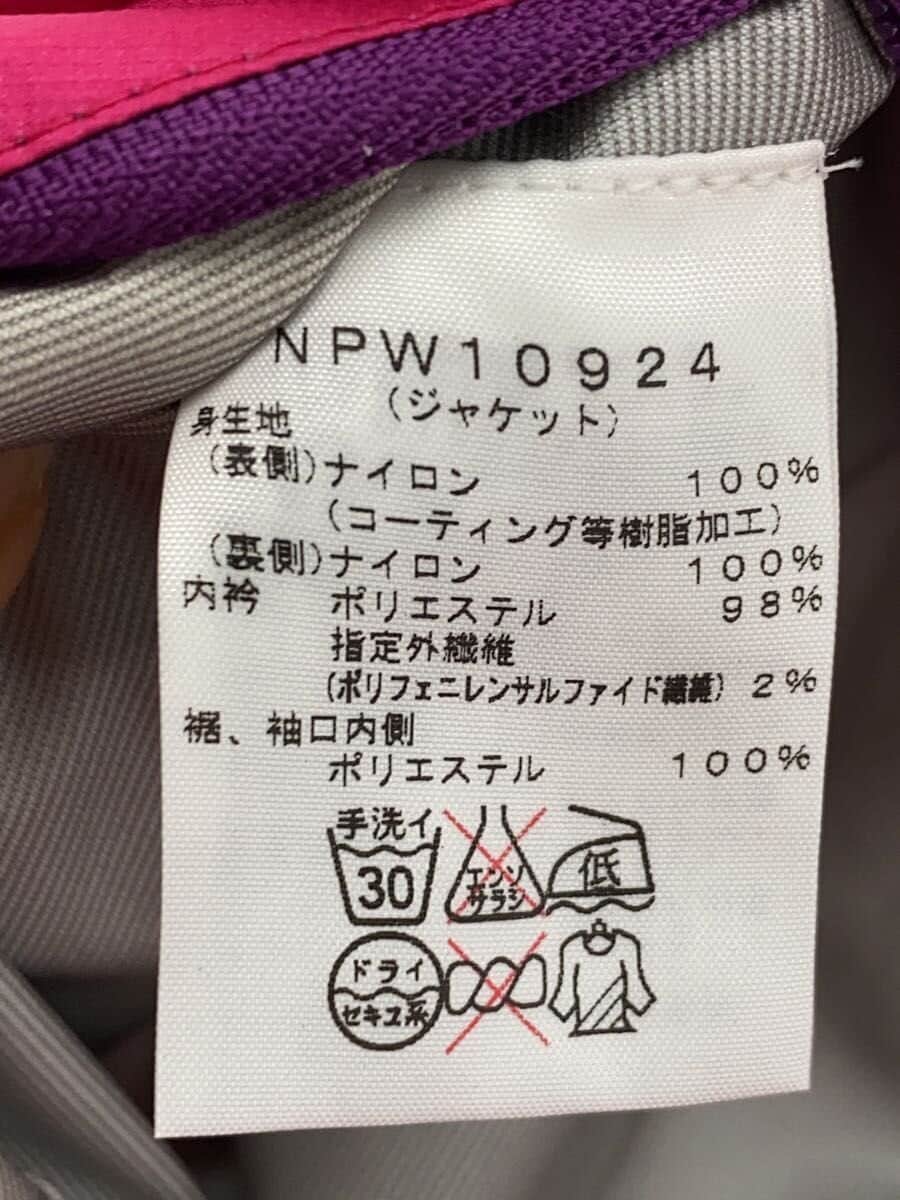 NPW10924
(ジャケット)
身生地
(表側)ナイロン 100%
(コーティング等樹脂加工)
(裏側)ナイロン 100%
内衿 ポリエステル 98%
指定外繊維
(ポリフェニレンサルファイド繊維) 2%
裾、袖口内側
ポリエステル 100%
手洗イ
30
エンソ
サラシ
低
ドライ
セキユ系